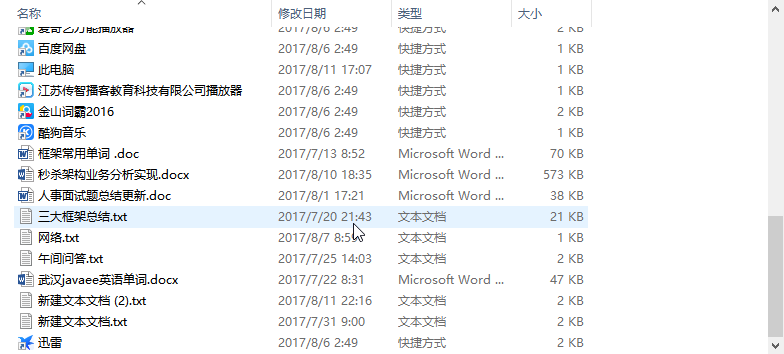 名称 修改日期 类型 大小
爱奇艺万能播放器 2017/8/6 2:49 快捷方式 2 KB
百度网盘 2017/8/6 2:49 快捷方式 1 KB
此电脑 2017/8/11 17:07 快捷方式 1 KB
江苏传智播客教育科技有限公司播放器 2017/8/6 2:49 快捷方式 1 KB
金山词霸2016 2017/8/6 2:49 快捷方式 2 KB
酷狗音乐 2017/8/6 2:49 快捷方式 1 KB
框架常用单词 .doc 2017/7/13 8:52 Microsoft Word ... 70 KB
秒杀架构业务分析实现.docx 2017/8/10 18:35 Microsoft Word ... 573 KB
人事面试题总结更新.doc 2017/8/1 17:21 Microsoft Word ... 38 KB
三大框架总结.txt 2017/7/20 21:43 文本文档 21 KB
网络.txt 2017/8/7 8:59 文本文档 1 KB
午间问答.txt 2017/7/25 14:03 文本文档 2 KB
武汉javaee英语单词.docx 2017/7/22 8:31 Microsoft Word ... 47 KB
新建文本文档 (2).txt 2017/8/11 22:16 文本文档 1 KB
新建文本文档.txt 2017/7/31 9:00 文本文档 2 KB
迅雷 2017/8/6 2:49 快捷方式 2 KB